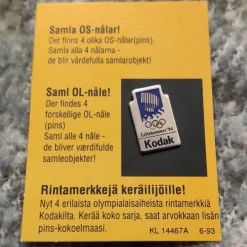 Samla OS-nålar!
Det finns 4 olika OS-nålar(pins)
Samla alla 4 nålarna -
de blir värdefulla samlarobjekt!
Saml OL-nåle!
Der findes 4
forskellige OL-nåle
(pins)
Saml alle 4 nåle -
de bliver værdifulde
samleobjekter!
Lillehammer '94
Kodak
Rintamerkkejä keräilijöille!
Nyt 4 erilaista olympialaisaiheista rintamerkkiä
Kodakilta. Kerää koko sarja, saat arvokkaan lisän
pins-kokoelmaasi.
KL 14467A 6-93